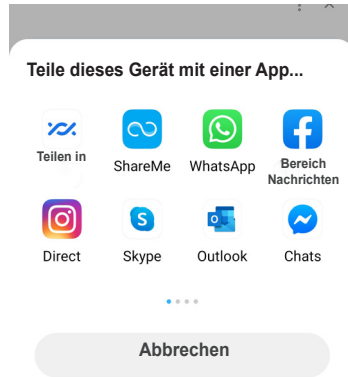 Teile dieses Gerät mit einer App...
Teilen in
ShareMe
WhatsApp
Bereich
Nachrichten
Direct
Skype
Outlook
Chats
Abbrechen